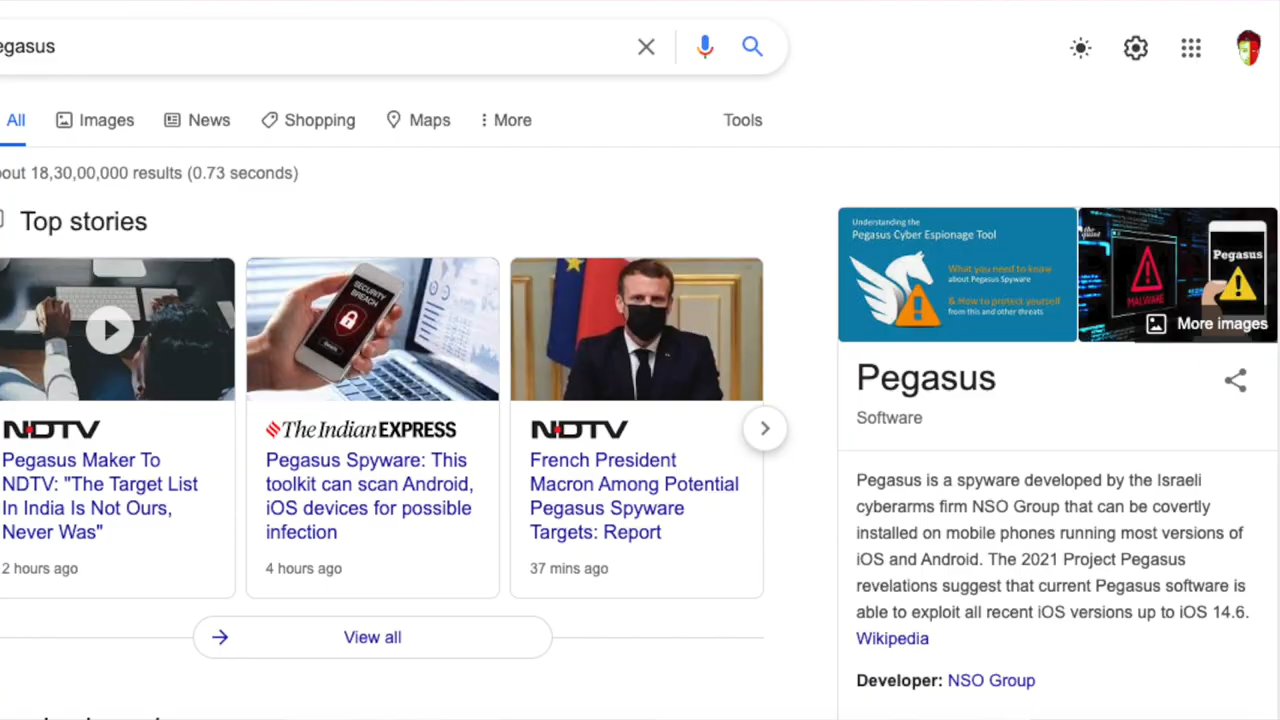 egasus
All
Images
News
Shopping
Maps
More
Tools
out 18,30,00,000 results (0.73 seconds)
Top stories
NDTV
Pegasus Maker To
NDTV: "The Target List
In India Is Not Ours,
Never Was"
2 hours ago
SECURITY
BREACH
The Indian EXPRESS
Pegasus Spyware: This
toolkit can scan Android,
iOS devices for possible
infection
4 hours ago
NDTV
French President
Macron Among Potential
Pegasus Spyware
Targets: Report
37 mins ago
View all
Understanding the
Pegasus Cyber Espionage Tool
What you need to know
about Pegasus Spyware
& How to protect yourself
from this and other threats
the quint
MALWARE
Pegasus
More images
Pegasus
Software
Pegasus is a spyware developed by the Israeli
cyberarms firm NSO Group that can be covertly
installed on mobile phones running most versions of
iOS and Android. The 2021 Project Pegasus
revelations suggest that current Pegasus software is
able to exploit all recent iOS versions up to iOS 14.6.
Wikipedia
Developer: NSO Group